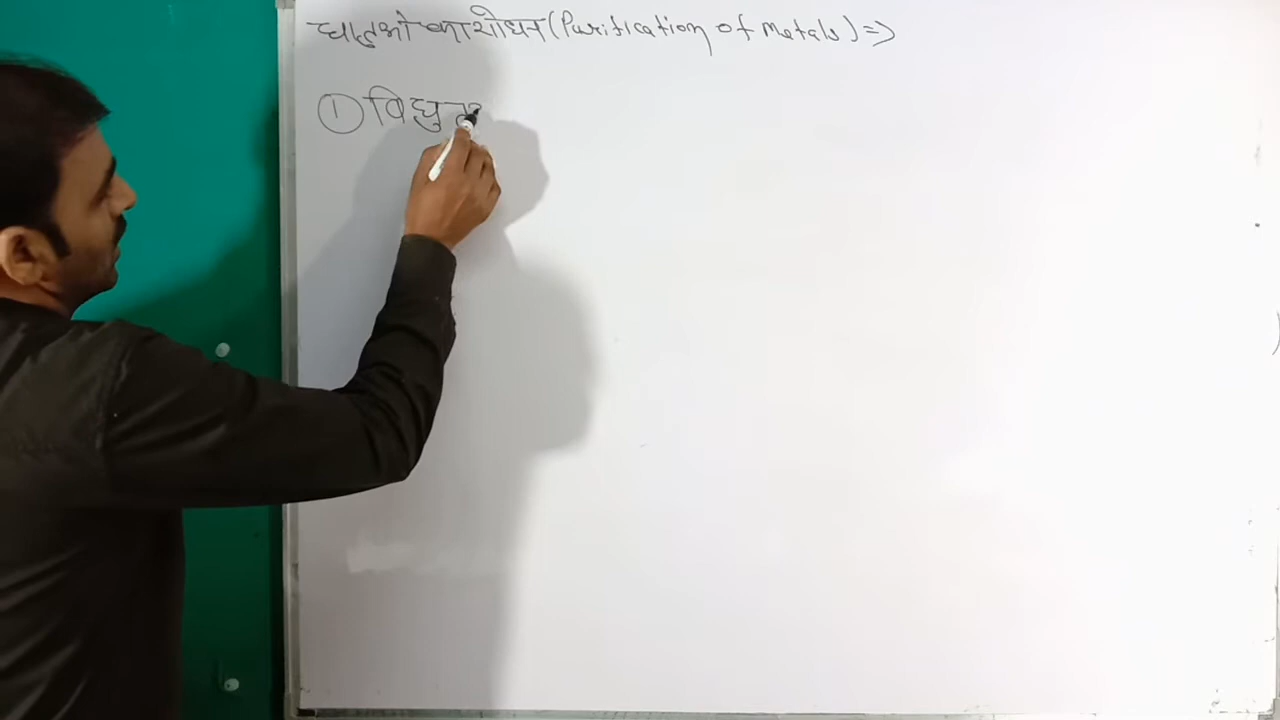 धातुओ का शोधन (Purification of Metals) =>
① विधुत